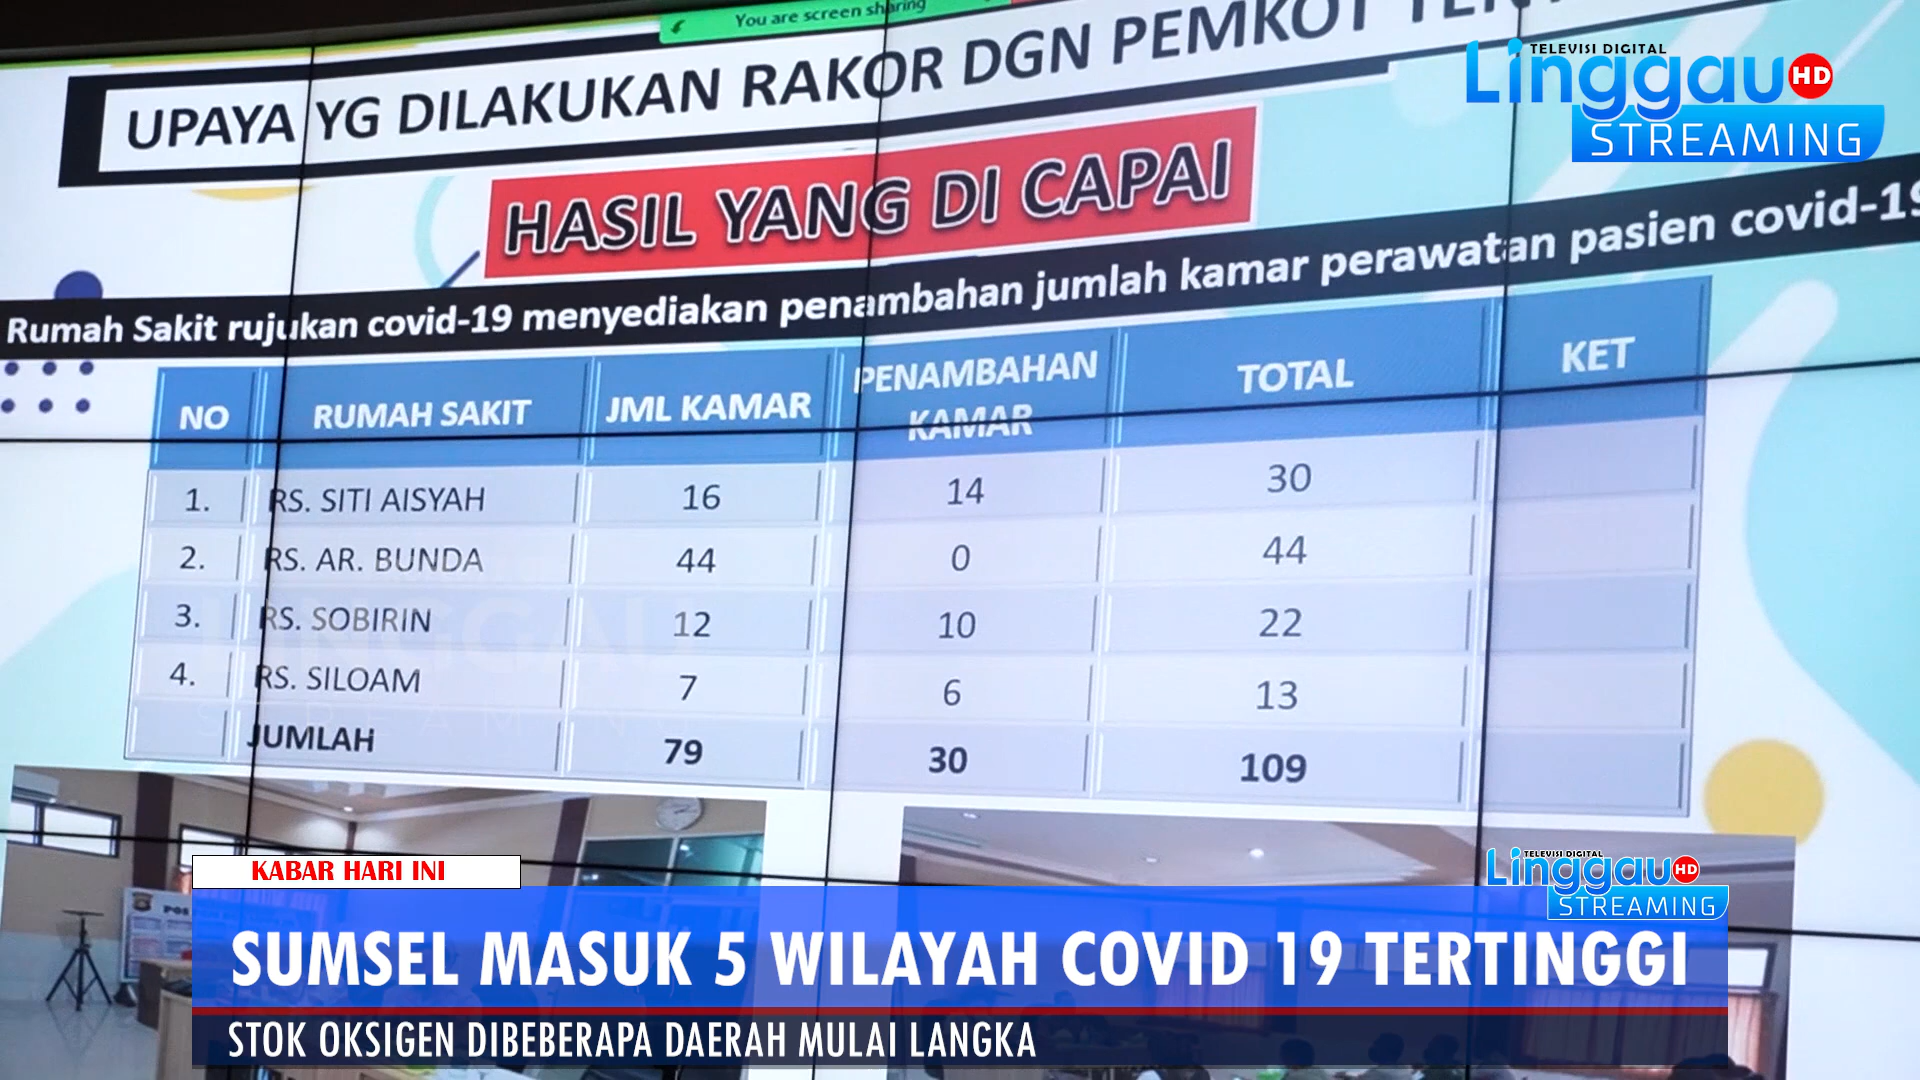 You are screen sharing
UPAYA YG DILAKUKAN RAKOR DGN PEMKOT
TELEVISI DIGITAL
Linggau HD
STREAMING
HASIL YANG DI CAPAI
Rumah Sakit rujukan covid-19 menyediakan penambahan jumlah kamar perawatan pasien covid-19
NO RUMAH SAKIT JML KAMAR PENAMBAHAN KAMAR TOTAL KET
1. RS. SITI AISYAH 16 14 30
2. RS. AR. BUNDA 44 0 44
3. RS. SOBIRIN 12 10 22
4. RS. SILOAM 7 6 13
JUMLAH 79 30 109
LINGGAU
STREAMING
POS
KABAR HARI INI
TELEVISI DIGITAL
Linggau HD
STREAMING
SUMSEL MASUK 5 WILAYAH COVID 19 TERTINGGI
STOK OKSIGEN DIBEBERAPA DAERAH MULAI LANGKA